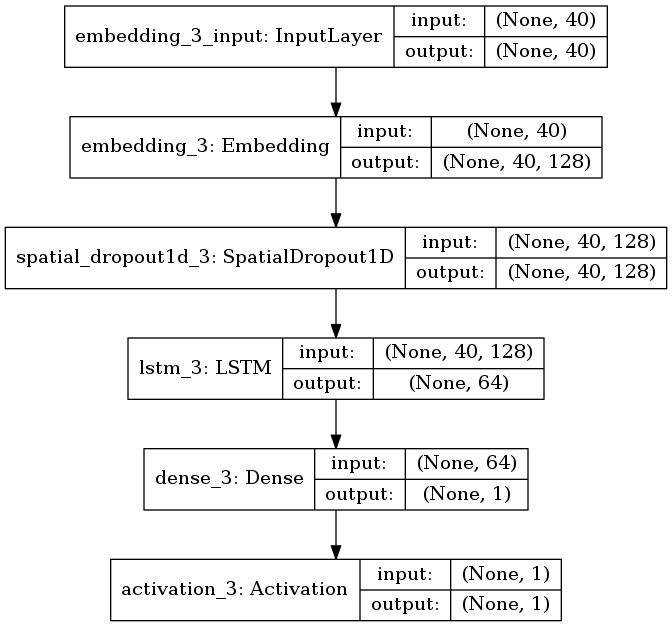 embedding_3_input: InputLayer input: (None, 40)
output: (None, 40)
embedding_3: Embedding input: (None, 40)
output: (None, 40, 128)
spatial_dropout1d_3: SpatialDropout1D input: (None, 40, 128)
output: (None, 40, 128)
lstm_3: LSTM input: (None, 40, 128)
output: (None, 64)
dense_3: Dense input: (None, 64)
output: (None, 1)
activation_3: Activation input: (None, 1)
output: (None, 1)